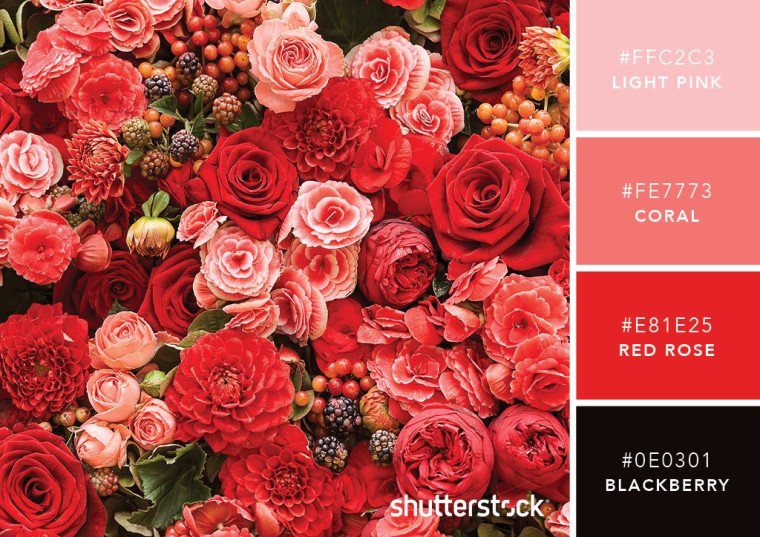 #FFC2C3
LIGHT PINK
#FE7773
CORAL
#E81E25
RED ROSE
#0E0301
BLACKBERRY
shutterstock